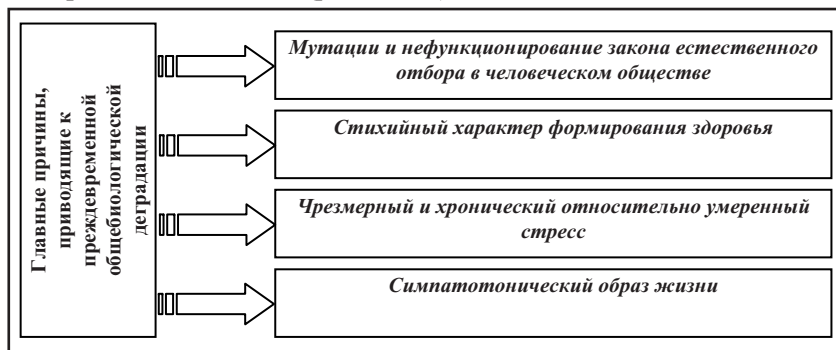 Главные причины,
приводящие к
преждевременной
общебиологической
деградации
Мутации и нефункционирование закона естественного
отбора в человеческом обществе
Стихийный характер формирования здоровья
Чрезмерный и хронический относительно умеренный
стресс
Симпатотонический образ жизни